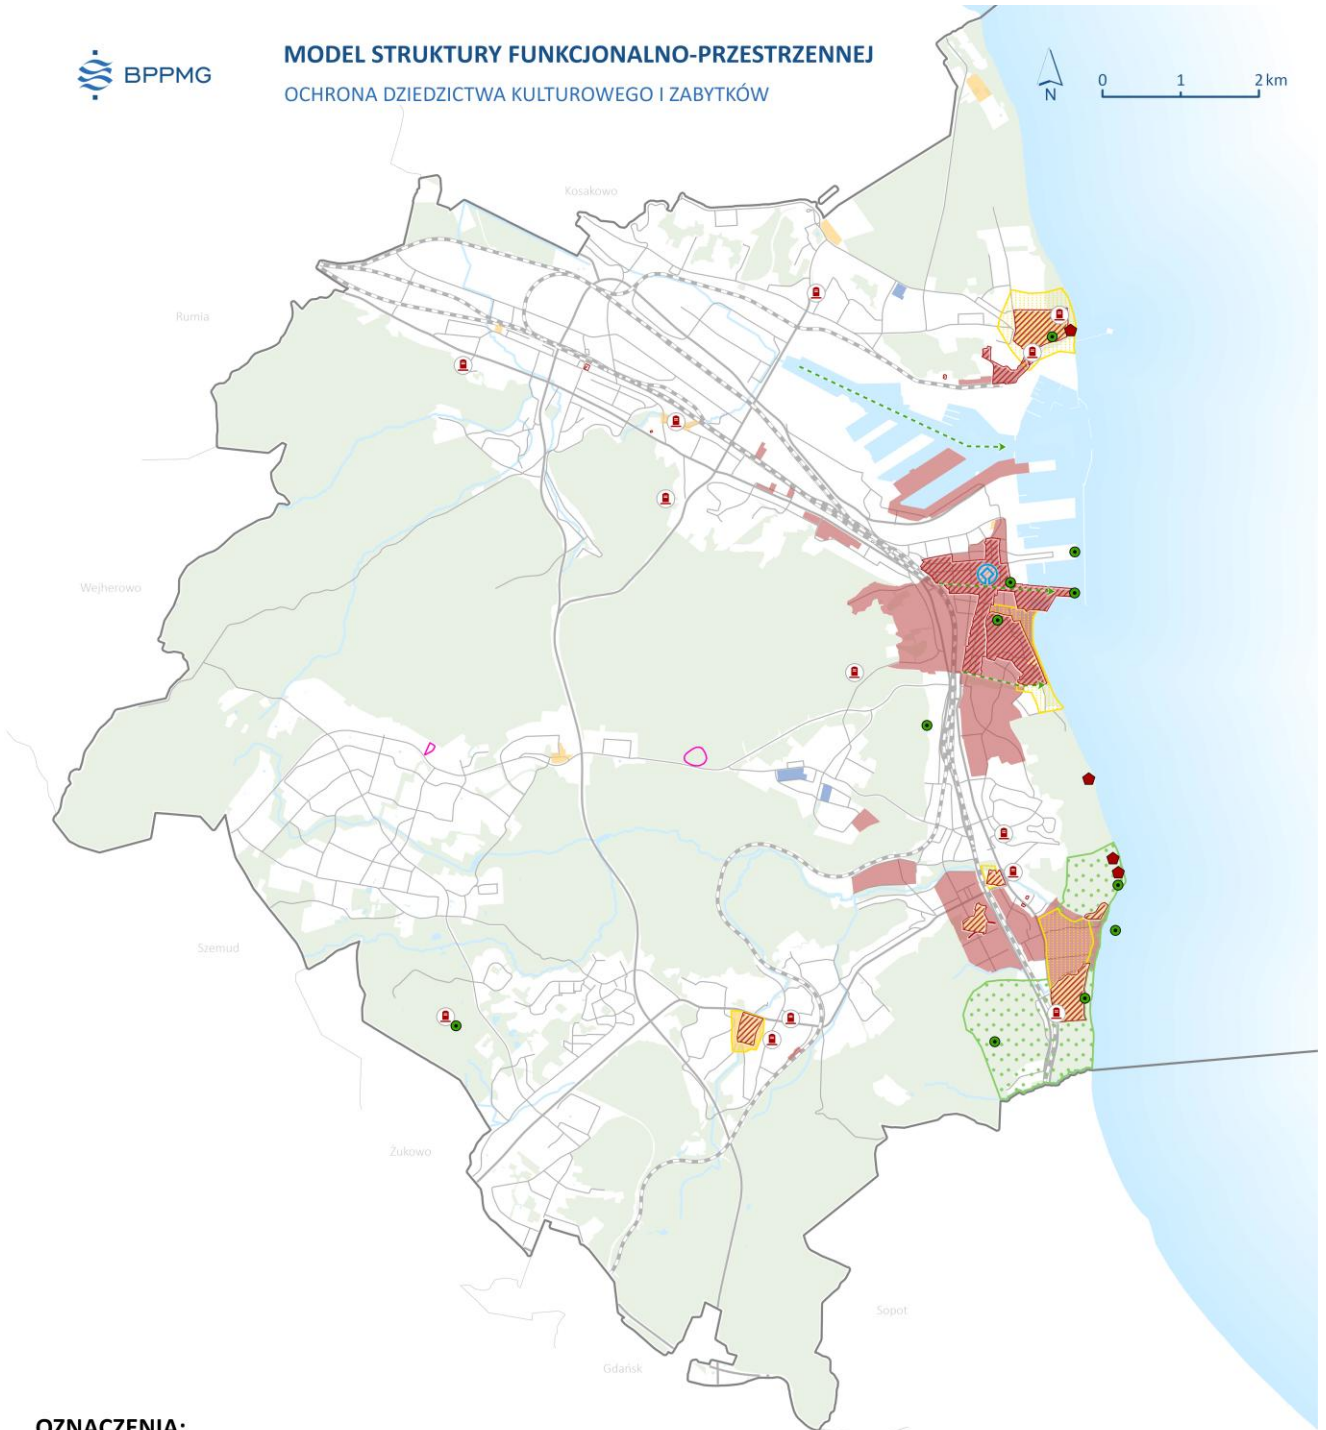 BPPMG
MODEL STRUKTURY FUNKCJONALNO-PRZESTRZENNEJ
OCHRONA DZIEDZICTWA KULTUROWEGO I ZABYTKÓW
N
0 1 2 km
Kosakowo
Rumia
Wejherowo
Szemud
Żukowo
Sopot
Gdańsk
OZNACZENIA: